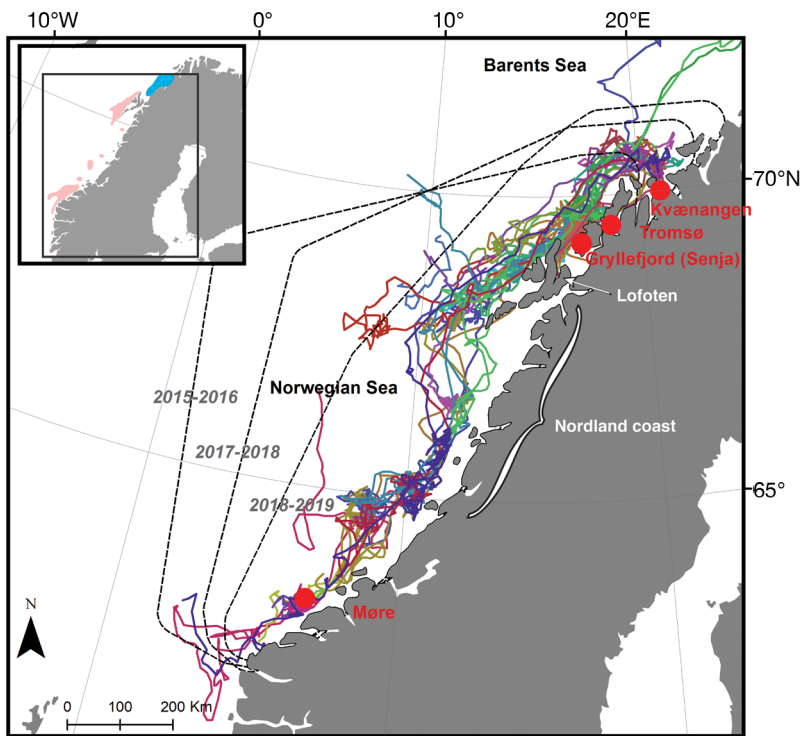 10°W 0° 10° 20°E
Barents Sea
70°N
Kvænangen
Tromsø
Gryllefjord (Senja)
Lofoten
Norwegian Sea
2015-2016
Nordland coast
2017-2018
65°
2018-2019
N
Møre
0 100 200 Km